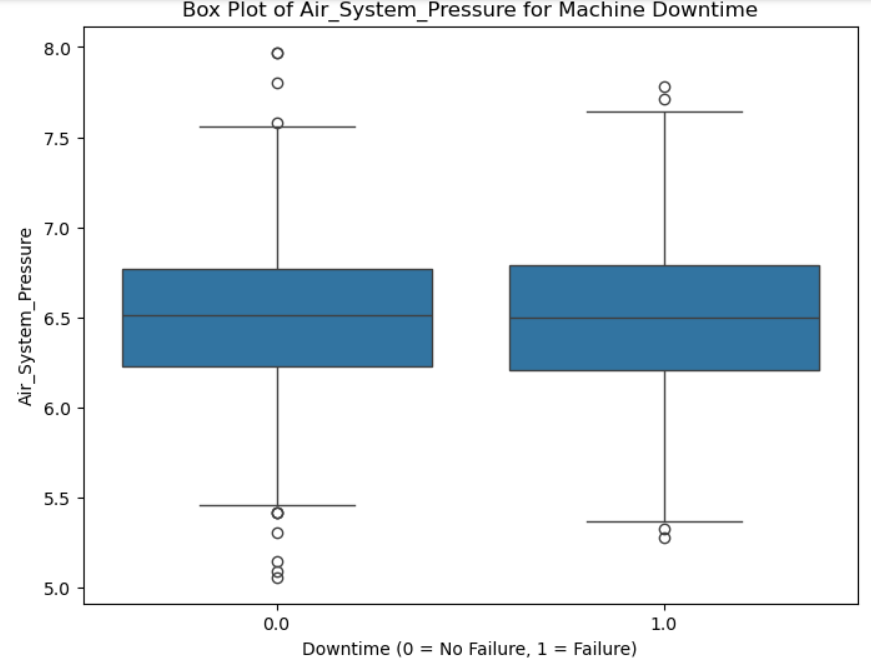 Box Plot of Air_System_Pressure for Machine Downtime
8.0
7.5
7.0
6.5
6.0
5.5
5.0
Air_System_Pressure
0.0 1.0
Downtime (0 = No Failure, 1 = Failure)